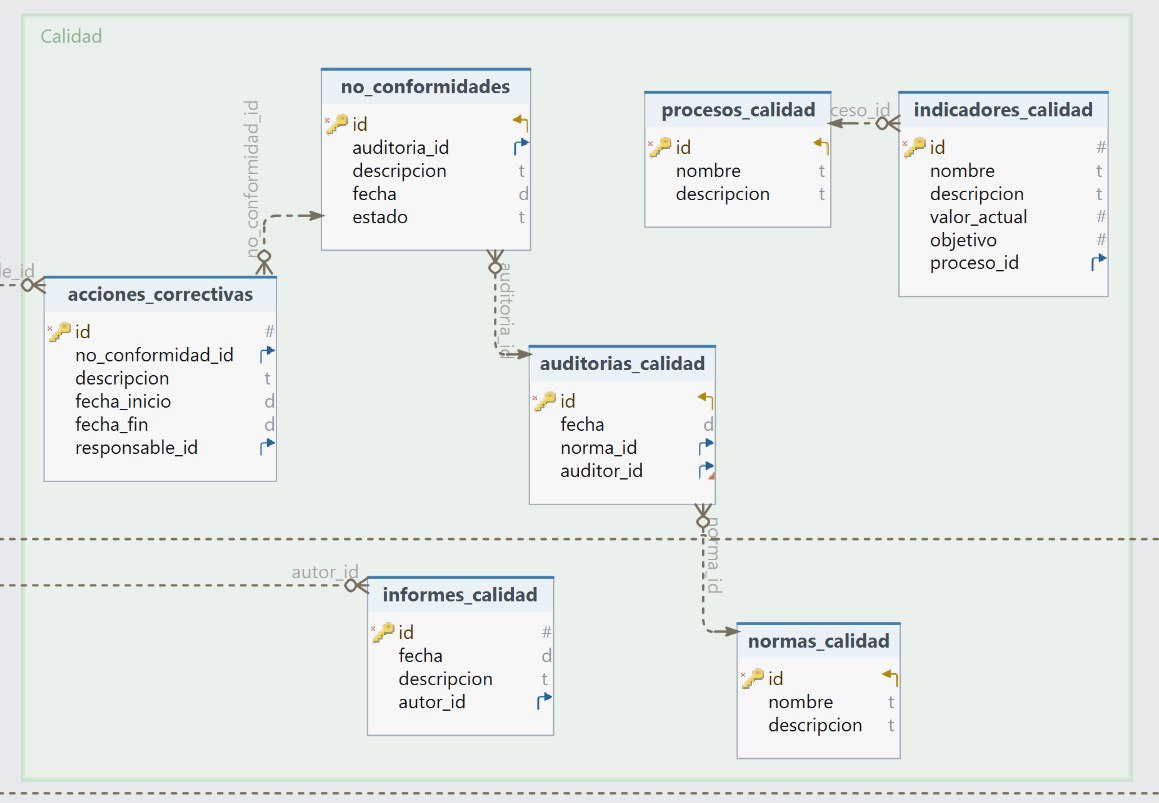 Calidad
no_conformidades
id
auditoria_id
descripcion t
fecha d
estado t
procesos_calidad
id
nombre t
descripcion t
ceso_id
indicadores_calidad
id #
nombre t
descripcion t
valor_actual #
objetivo #
proceso_id
no_conformidad_id
le_id
acciones_correctivas
id #
no_conformidad_id
descripcion t
fecha_inicio d
fecha_fin d
responsable_id
auditoria_id
auditorias_calidad
id
fecha d
norma_id
auditor_id
norma_id
autor_id
informes_calidad
id #
fecha d
descripcion t
autor_id
normas_calidad
id
nombre t
descripcion t